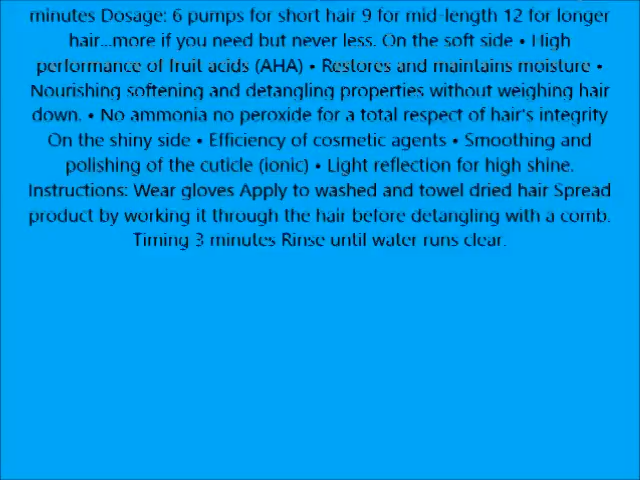 minutes Dosage: 6 pumps for short hair 9 for mid-length 12 for longer
hair...more if you need but never less. On the soft side • High
performance of fruit acids (AHA) • Restores and maintains moisture •
Nourishing softening and detangling properties without weighing hair
down. • No ammonia no peroxide for a total respect of hair's integrity
On the shiny side • Efficiency of cosmetic agents • Smoothing and
polishing of the cuticle (ionic) • Light reflection for high shine.
Instructions: Wear gloves Apply to washed and towel dried hair Spread
product by working it through the hair before detangling with a comb.
Timing 3 minutes Rinse until water runs clear.